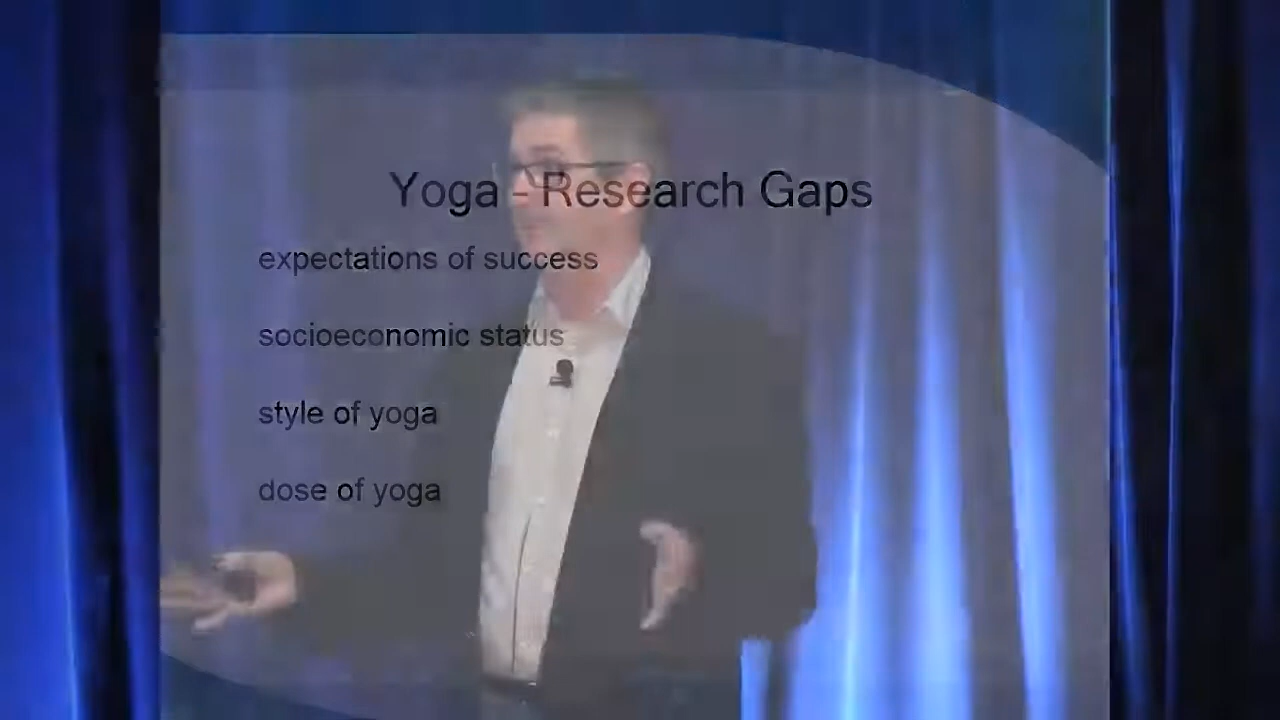 Yoga - Research Gaps
expectations of success
socioeconomic status
style of yoga
dose of yoga